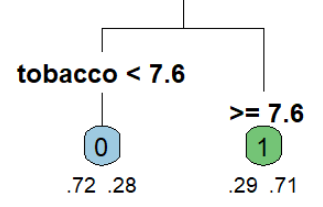 tobacco < 7.6
>= 7.6
0 1
.72 .28 .29 .71